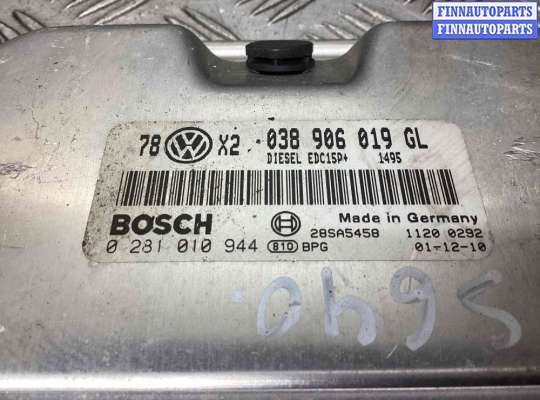 FINNAUTOPARTS
FINNAUTOPARTS
78 X2 038 906 019 GL
DIESEL EDC15P+ 1495
BOSCH Made in Germany
28SA5458 1120 0292
0 281 010 944 810 BPG 01-12-10
5640